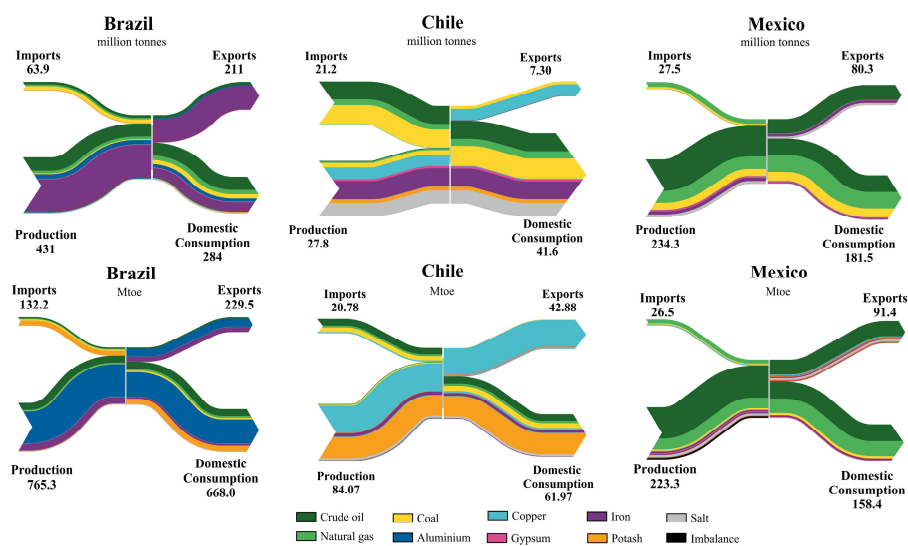 Brazil
million tonnes
Imports
63.9
Exports
211
Production
431
Domestic
Consumption
284
Chile
million tonnes
Imports
21.2
Exports
7.30
Production
27.8
Domestic
Consumption
41.6
Mexico
million tonnes
Imports
27.5
Exports
80.3
Production
234.3
Domestic
Consumption
181.5
Brazil
Mtoe
Imports
132.2
Exports
229.5
Production
765.3
Domestic
Consumption
668.0
Chile
Mtoe
Imports
20.78
Exports
42.88
Production
84.07
Domestic
Consumption
61.97
Mexico
Mtoe
Imports
26.5
Exports
91.4
Production
223.3
Domestic
Consumption
158.4
Crude oil
Coal
Copper
Iron
Salt
Natural gas
Aluminium
Gypsum
Potash
Imbalance